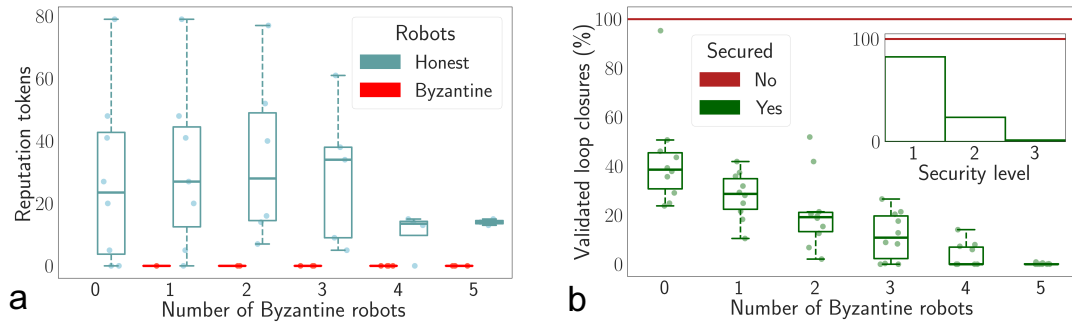 80
60
40
20
0
Reputation tokens
Robots
Honest
Byzantine
0 1 2 3 4 5
Number of Byzantine robots
a
100
80
60
40
20
0
Validated loop closures (%)
Secured
No
Yes
100
0
1 2 3
Security level
0 1 2 3 4 5
Number of Byzantine robots
b